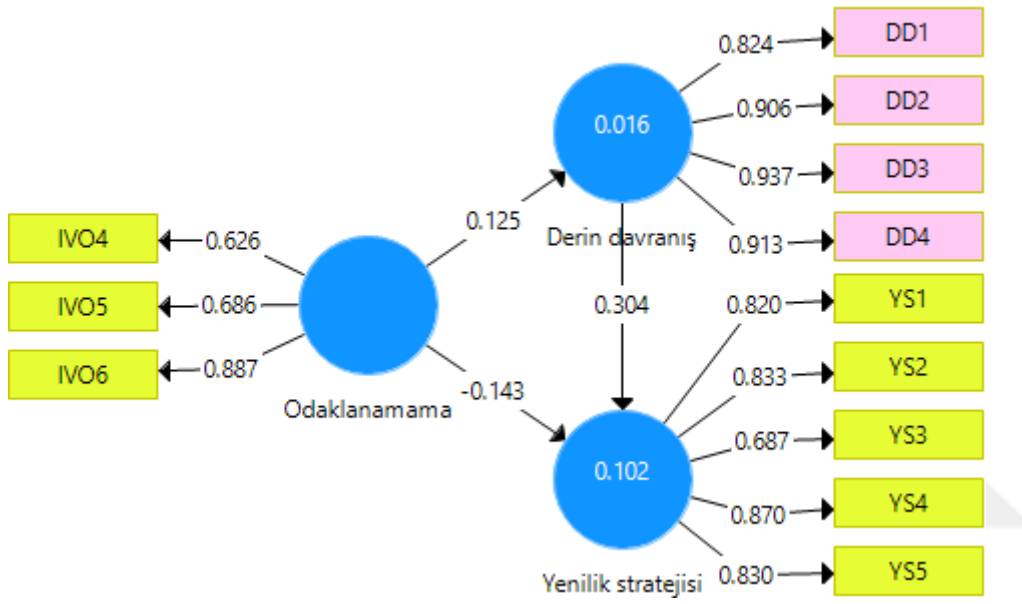 DD1
0.824
DD2
0.906
0.016
DD3
0.937
DD4
0.913
Derin davranış
0.125
IVO4
0.626
IVO5
0.686
IVO6
0.887
Odaklanamama
-0.143
0.304
YS1
0.820
YS2
0.833
YS3
0.687
0.102
YS4
0.870
YS5
0.830
Yenilik stratejisi